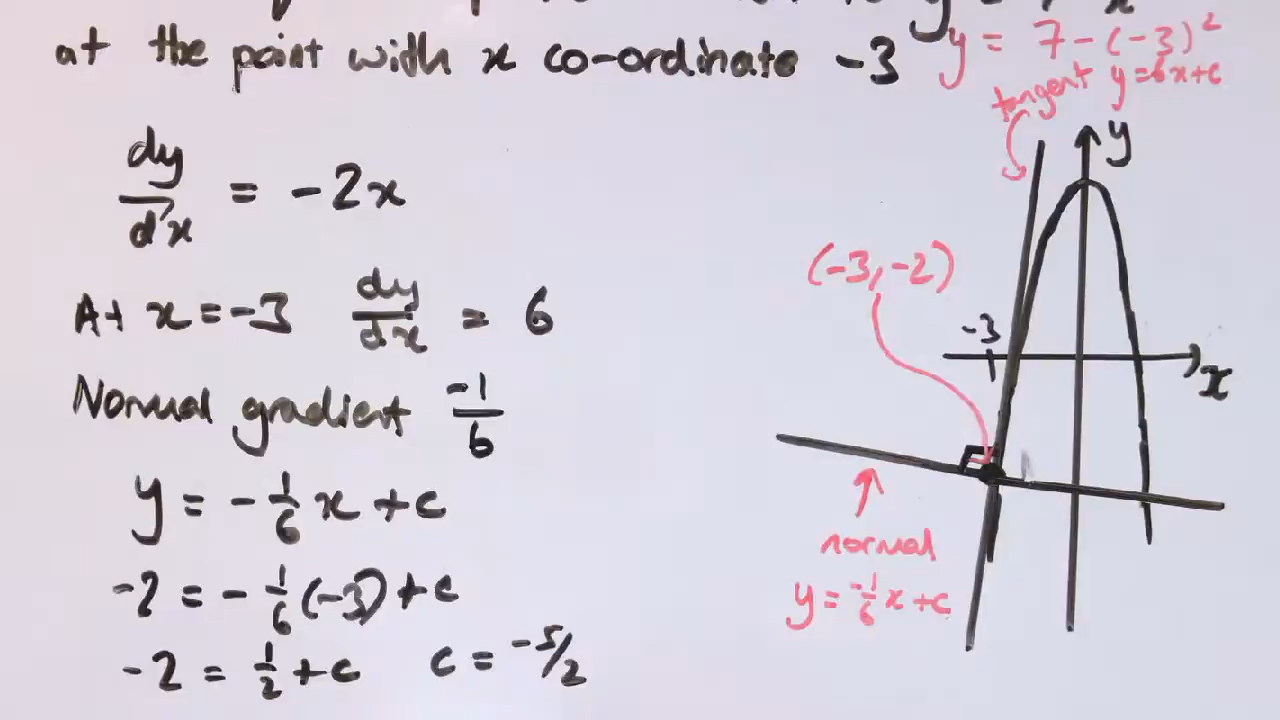 at the point with x co-ordinate -3
y = 7 - (-3)²
tangent y=6x+c
dy/dx = -2x
At x=-3 dy/dx = 6
Normal gradient -1/6
y = -1/6 x + c
-2 = -1/6 (-3) + c
-2 = 1/2 + c c = -5/2
y
(-3,-2)
-3
x
normal
y = -1/6 x + c